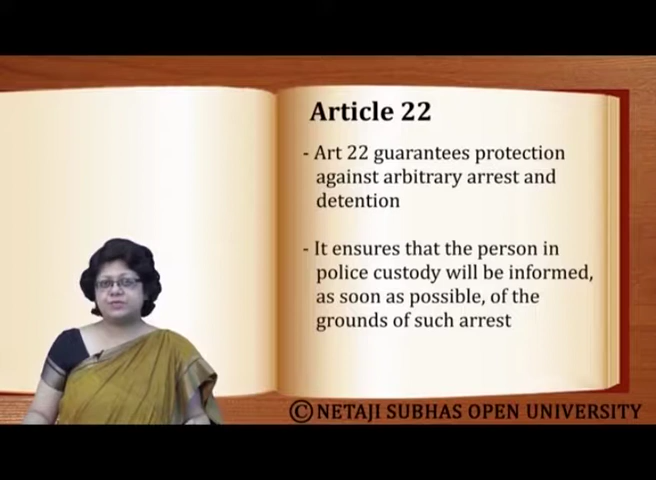 Article 22
- Art 22 guarantees protection
against arbitrary arrest and
detention
- It ensures that the person in
police custody will be informed,
as soon as possible, of the
grounds of such arrest
© NETAJI SUBHAS OPEN UNIVERSITY